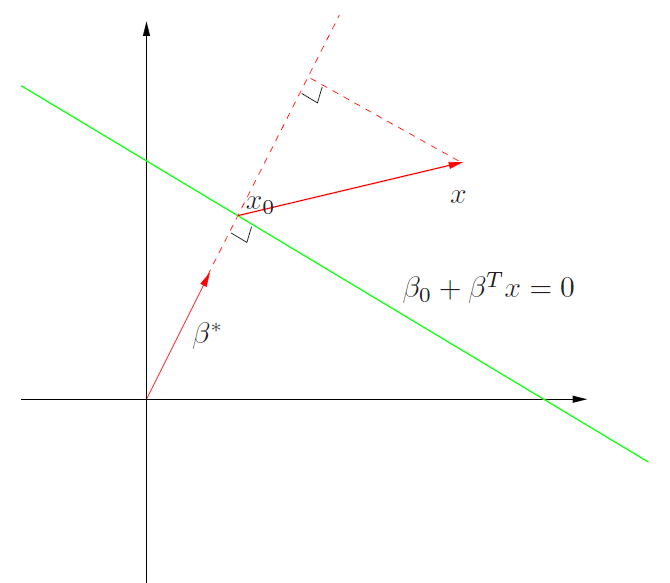 x₀
x
β₀ + βᵀx = 0
β*